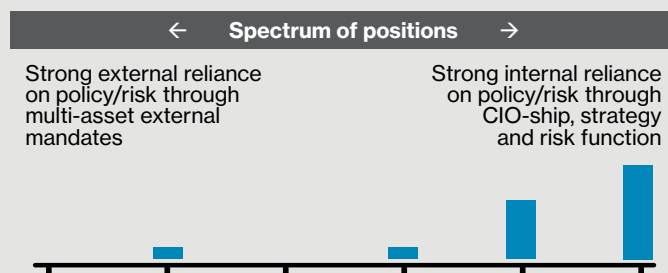 ← Spectrum of positions →
Strong external reliance
on policy/risk through
multi-asset external
mandates
Strong internal reliance
on policy/risk through
CIO-ship, strategy
and risk function